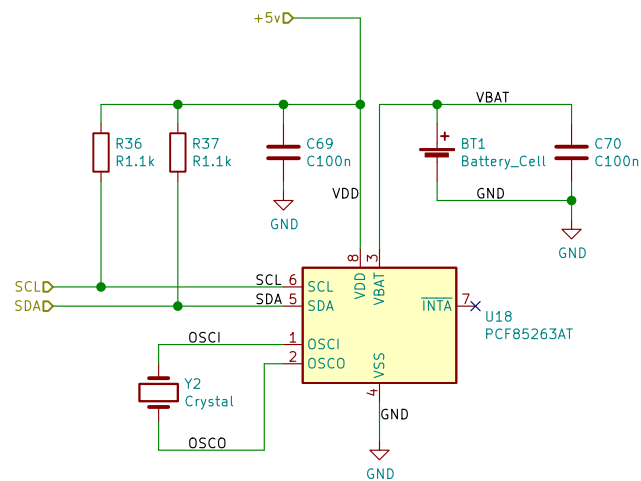 +5v
VBAT
R36
R1.1k
R37
R1.1k
C69
C100n
BT1
Battery_Cell
C70
C100n
VDD
GND
GND
GND
8
3
SCL
SCL
6
SCL
VDD
VBAT
SDA
SDA
5
SDA
INTA
7
U18
PCF85263AT
OSCI
1
OSCI
2
OSCO
VSS
Y2
Crystal
4
GND
OSCO
GND